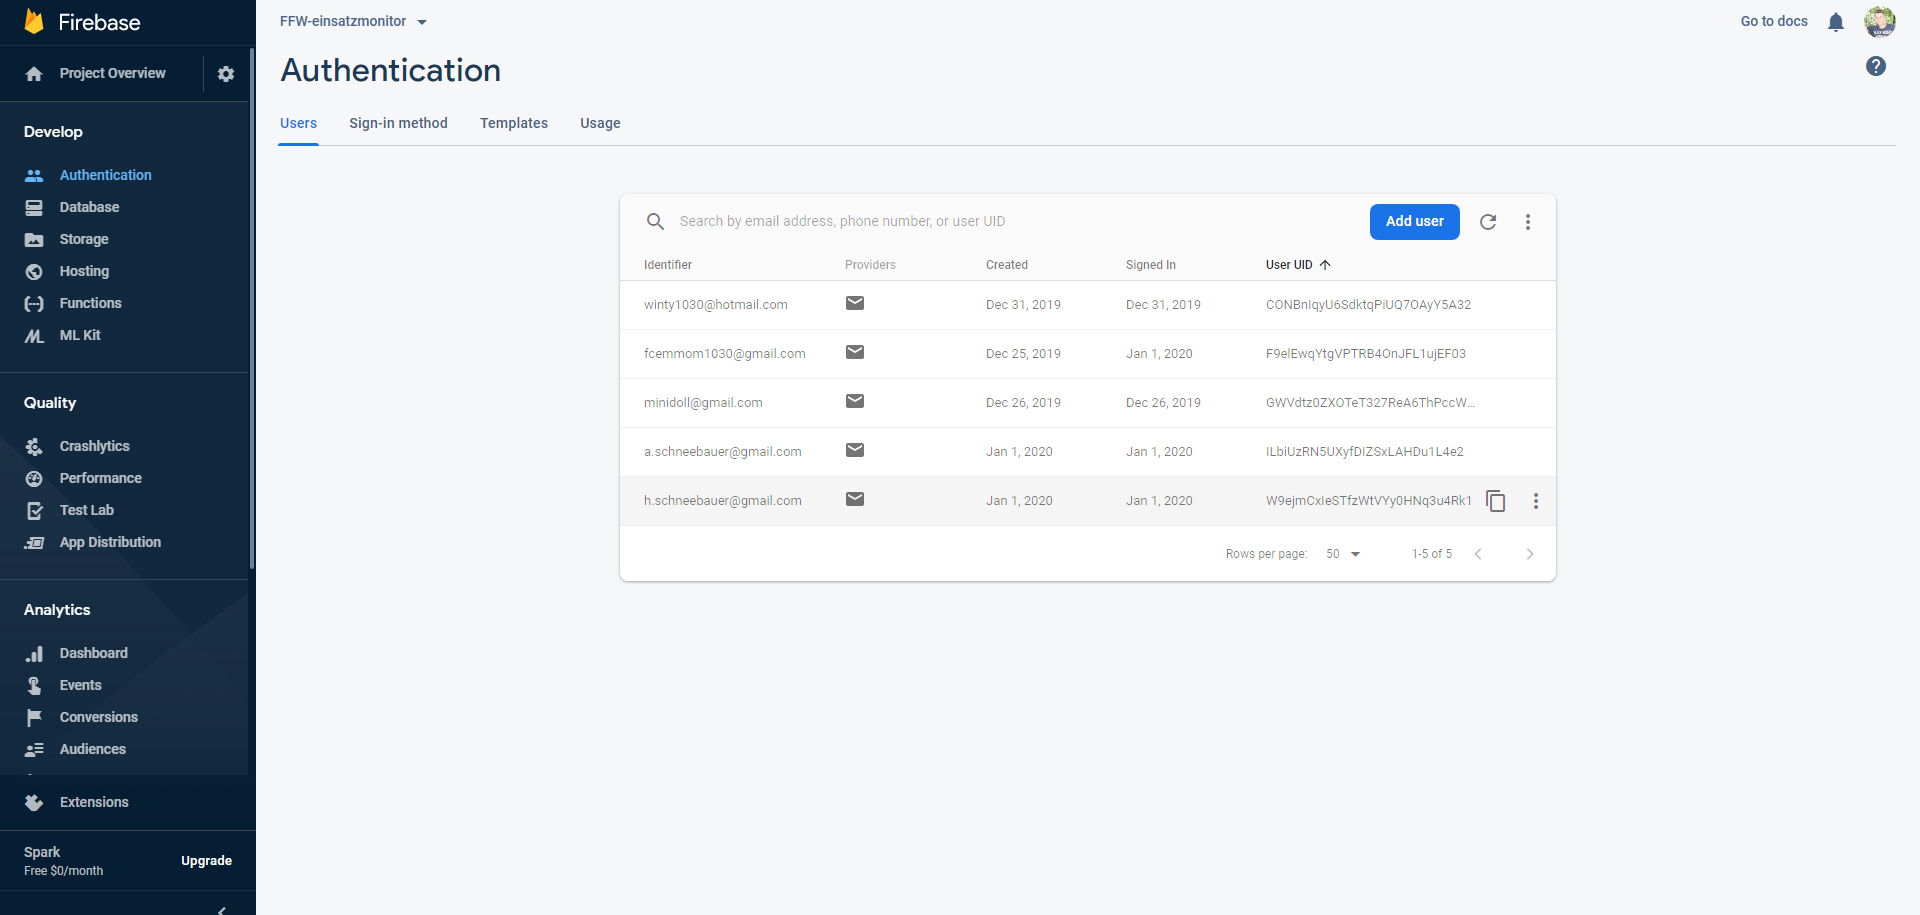 Firebase
Project Overview
Develop
Authentication
Database
Storage
Hosting
Functions
ML Kit
Quality
Crashlytics
Performance
Test Lab
App Distribution
Analytics
Dashboard
Events
Conversions
Audiences
Extensions
Spark
Free $0/month
Upgrade
FFW-einsatzmonitor
Go to docs
Authentication
Users Sign-in method Templates Usage
Search by email address, phone number, or user UID
Add user
Identifier Providers Created Signed In User UID
winty1030@hotmail.com Dec 31, 2019 Dec 31, 2019 CONBnIqyU6SdktqPiUQ7OAyY5A32
fcemmom1030@gmail.com Dec 25, 2019 Jan 1, 2020 F9elEwqYtgVPTRB4OnJFL1ujEF03
minidoll@gmail.com Dec 26, 2019 Dec 26, 2019 GWVdtz0ZXOTeT327ReA6ThPccW...
a.schneebauer@gmail.com Jan 1, 2020 Jan 1, 2020 ILbiUzRN5UXyfDIZSxLAHDu1L4e2
h.schneebauer@gmail.com Jan 1, 2020 Jan 1, 2020 W9ejmCxIeSTfzWtVYy0HNq3u4Rk1
Rows per page: 50 1-5 of 5